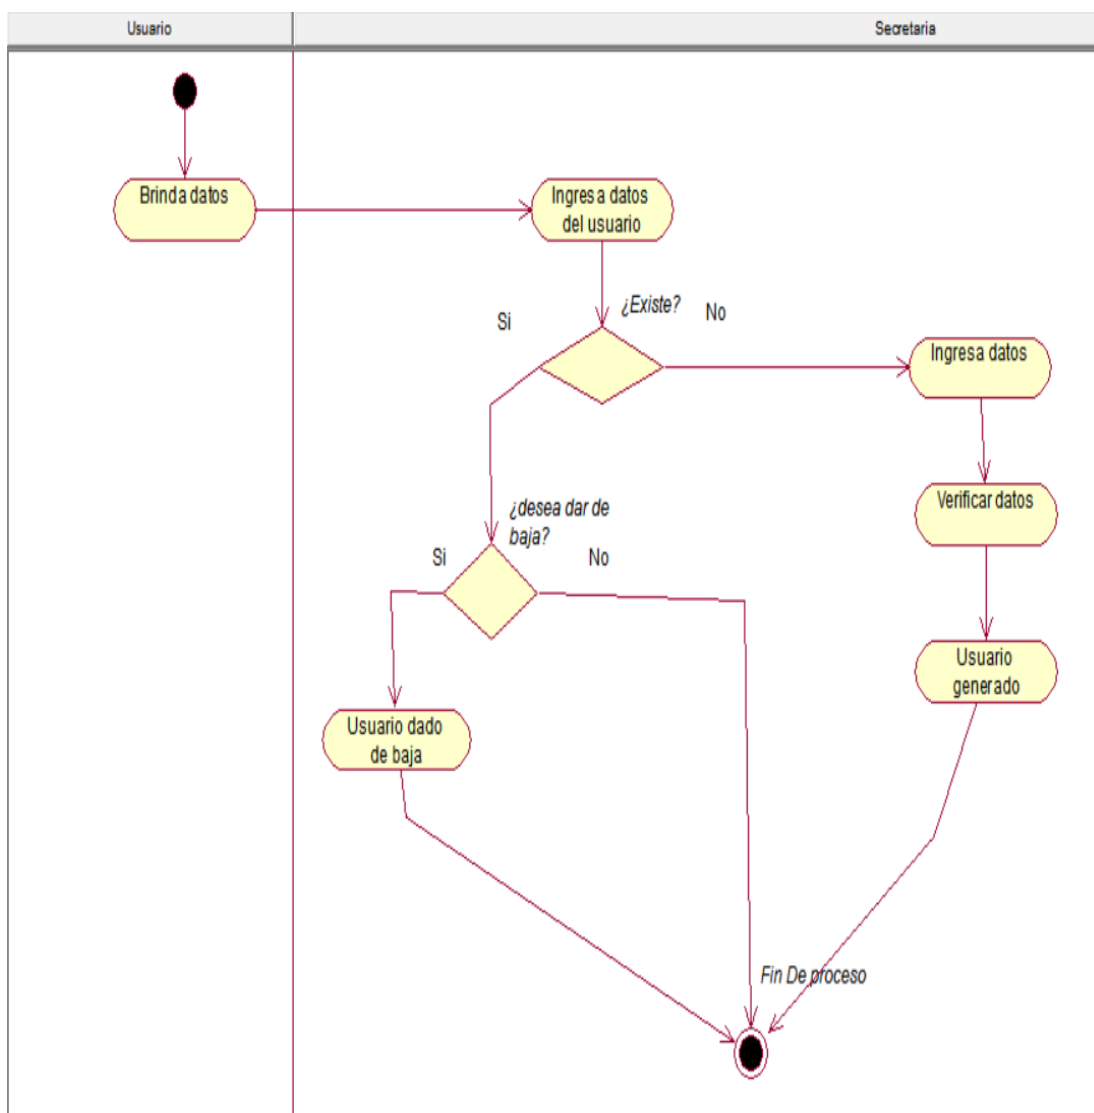 Usuario
Secretaria
Brinda datos
Ingresa datos
del usuario
¿Existe?
Si
No
Ingresa datos
Verificar datos
¿desea dar de
baja?
Si
No
Usuario
generado
Usuario dado
de baja
Fin De proceso